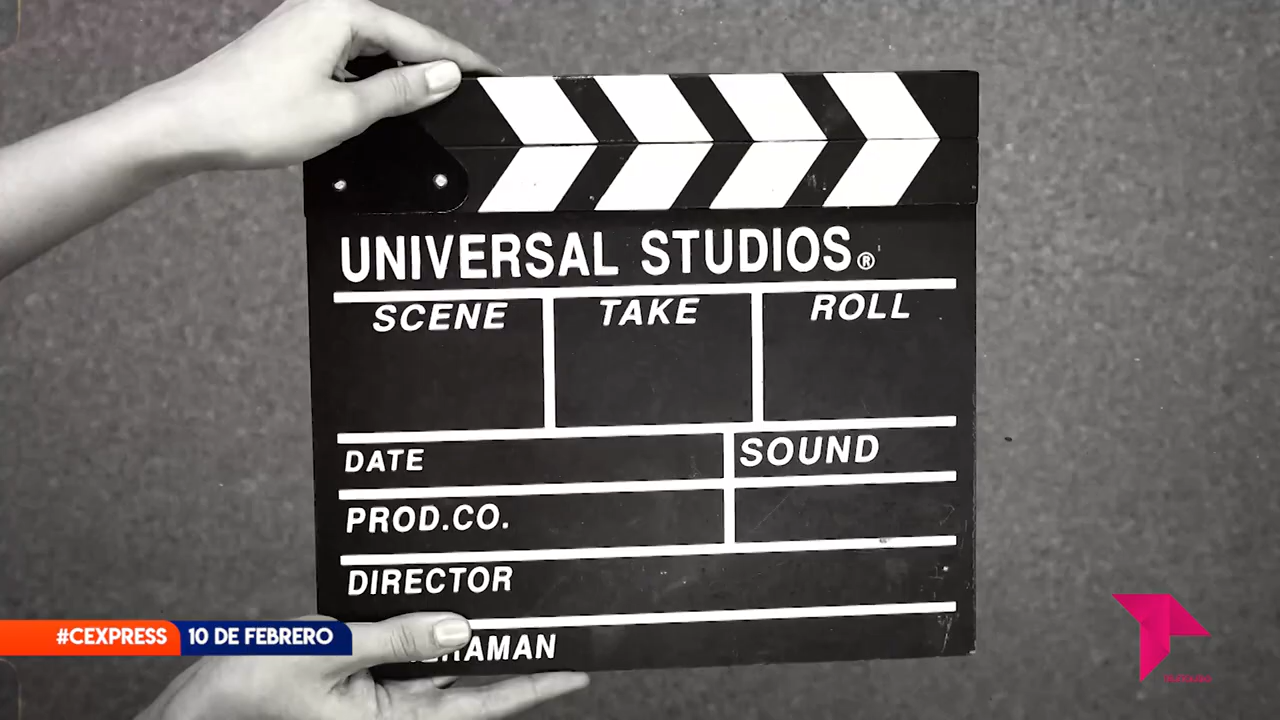 UNIVERSAL STUDIOS®
SCENE TAKE ROLL
DATE SOUND
PROD.CO.
DIRECTOR
#CEXPRESS 10 DE FEBRERO